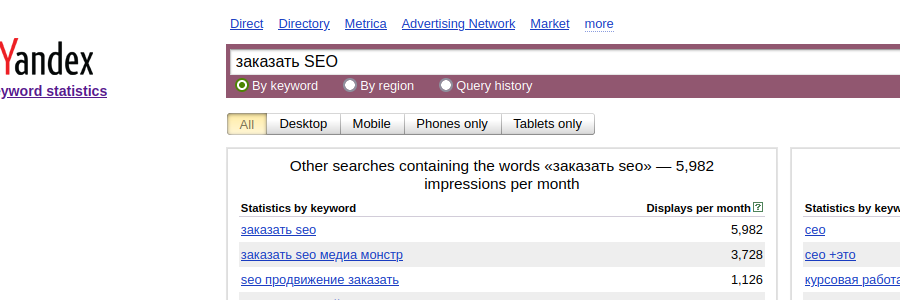 Direct Directory Metrica Advertising Network Market more
Yandex
заказать SEO
eyword statistics
By keyword By region Query history
All Desktop Mobile Phones only Tablets only
Other searches containing the words «заказать seo» — 5,982
impressions per month
Statistics by keyword Displays per month ?
заказать seo 5,982
заказать seo медиа монстр 3,728
seo продвижение заказать 1,126
Statistics by keyw
сео
сео +это
курсовая работа